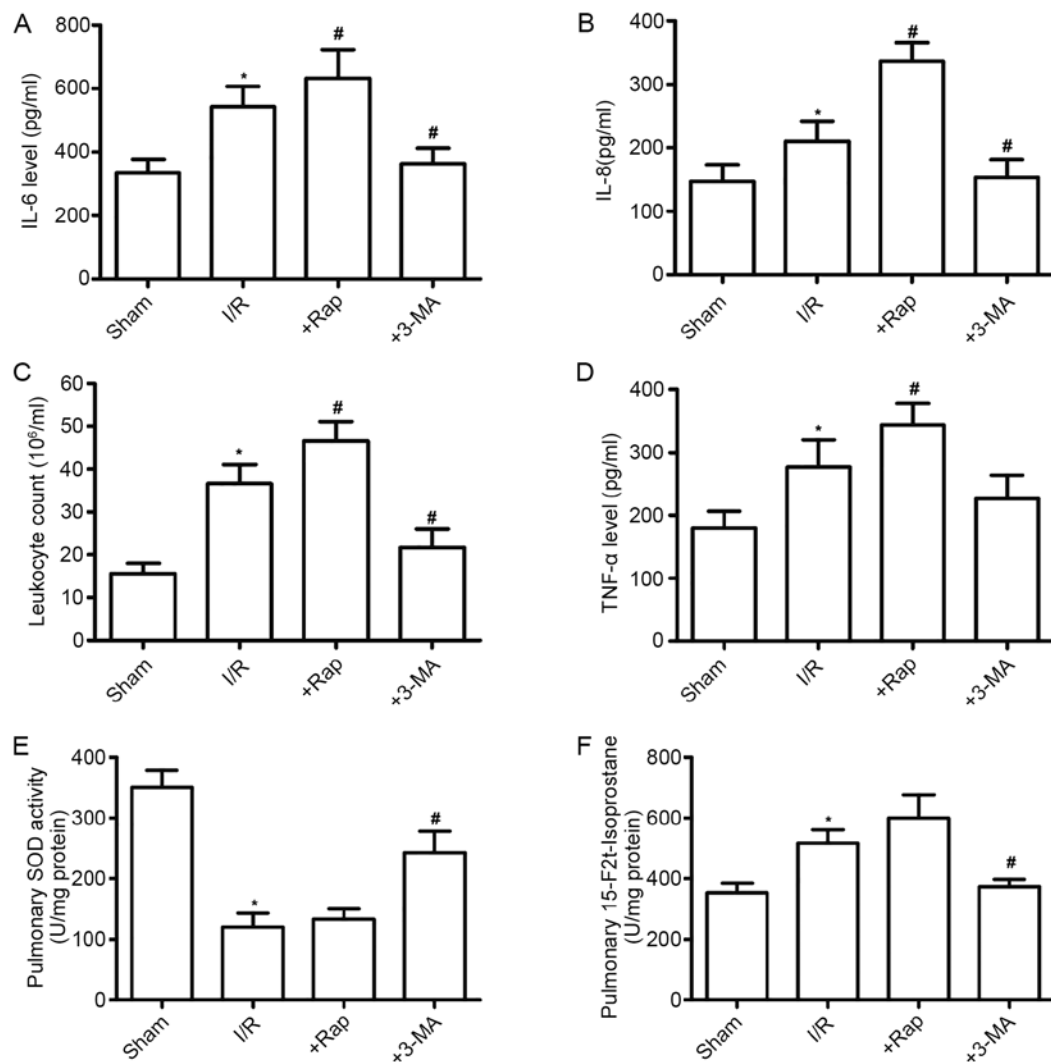 A
IL-6 level (pg/ml)
800
600
400
200
0
*
#
#
Sham
I/R
+Rap
+3-MA
B
IL-8(pg/ml)
400
300
200
100
0
*
#
#
Sham
I/R
+Rap
+3-MA
C
Leukocyte count (10⁶/ml)
60
50
40
30
20
10
0
*
#
#
Sham
I/R
+Rap
+3-MA
D
TNF-α level (pg/ml)
400
300
200
100
0
*
#
Sham
I/R
+Rap
+3-MA
E
Pulmonary SOD activity
(U/mg protein)
400
300
200
100
0
*
#
Sham
I/R
+Rap
+3-MA
F
Pulmonary 15-F2t-Isoprostane
(U/mg protein)
800
600
400
200
0
*
#
Sham
I/R
+Rap
+3-MA